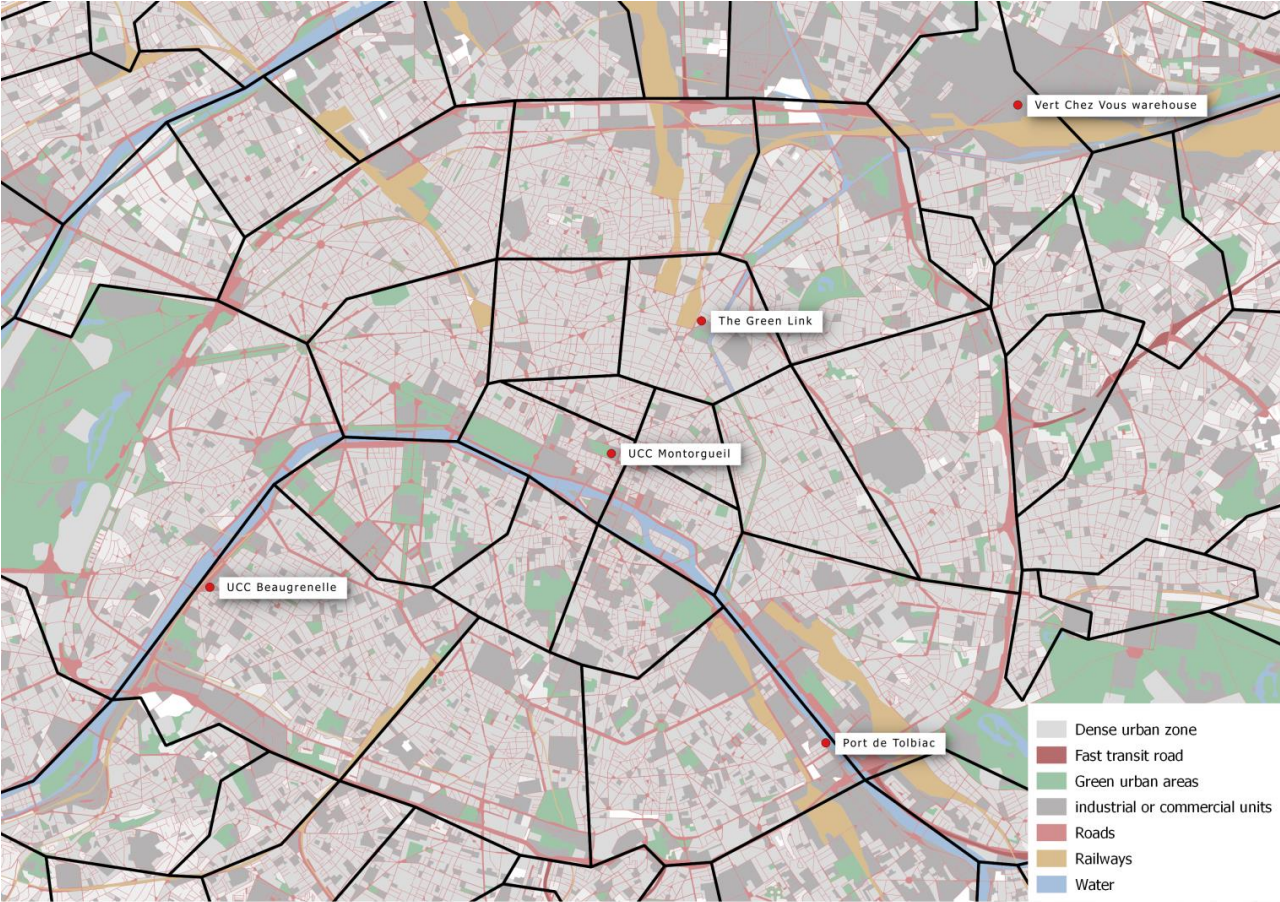 Vert Chez Vous warehouse
The Green Link
UCC Montorgueil
UCC Beaugrenelle
Port de Tolbiac
Dense urban zone
Fast transit road
Green urban areas
industrial or commercial units
Roads
Railways
Water